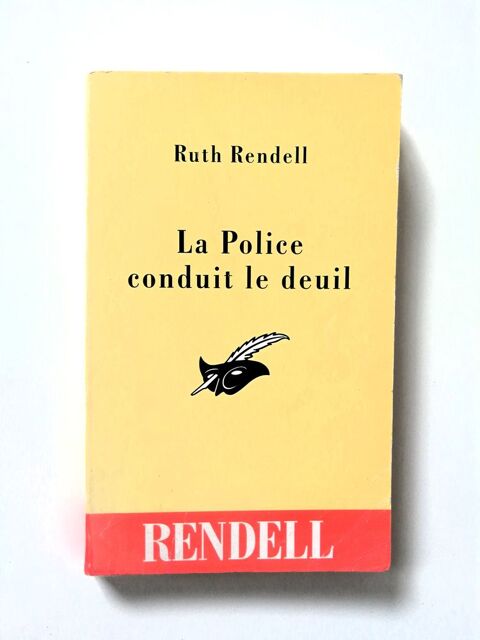 Ruth Rendell
La Police
conduit le deuil
RENDELL